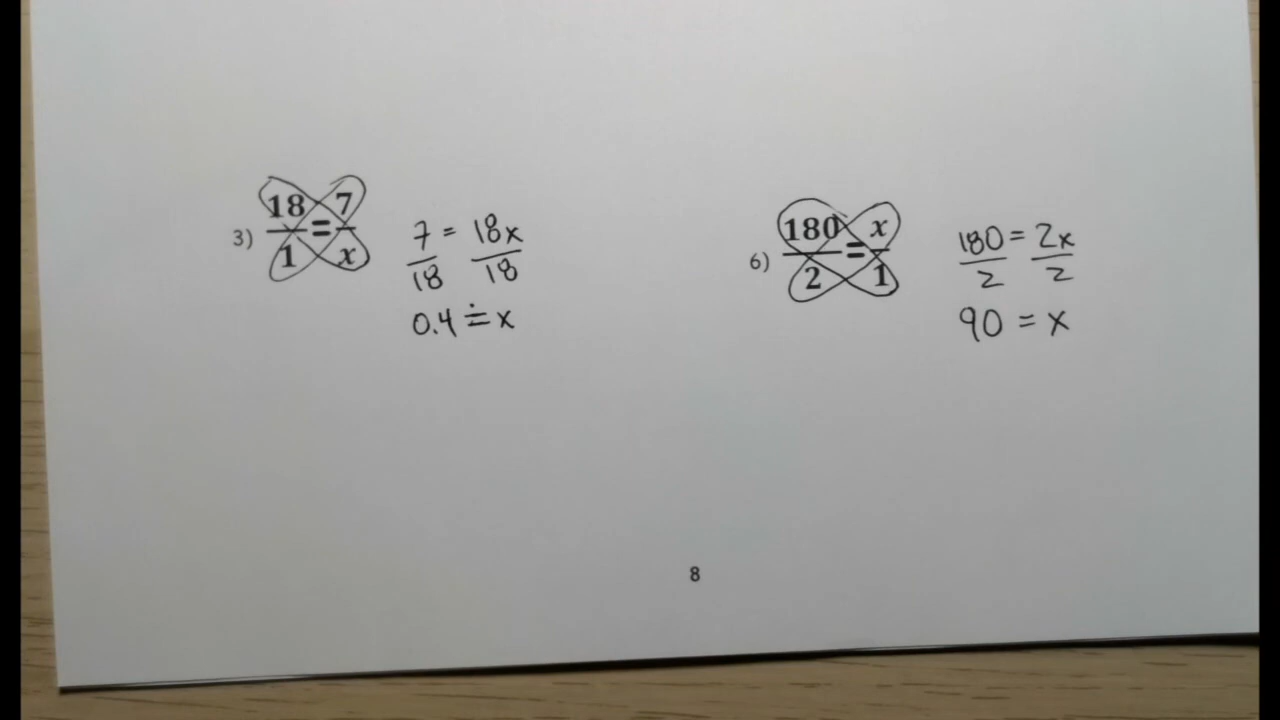 3) 18/1 = 7/x
7/18 = 18x/18
0.4 ≐ x
6) 180/2 = x/1
180/2 = 2x/2
90 = x
8